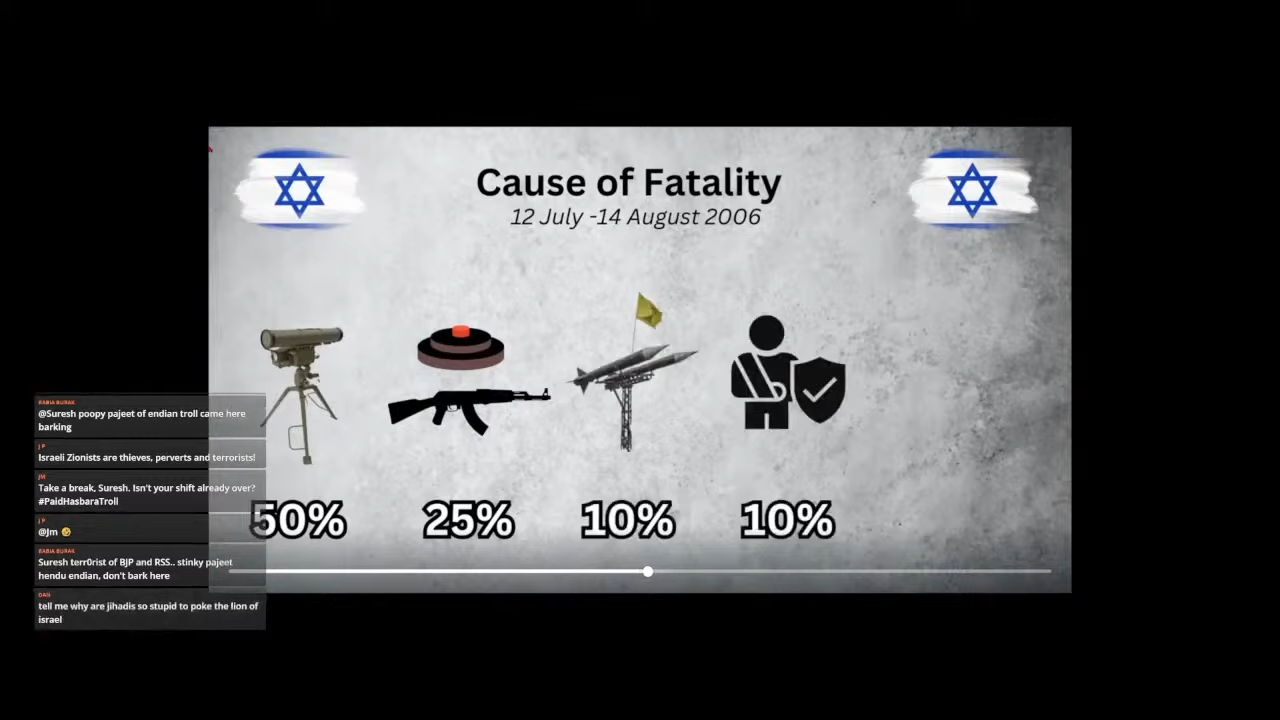 Cause of Fatality
12 July -14 August 2006
50%
25%
10%
10%
RABIA BURAK
@Suresh poopy pajeet of endian troll came here
barking
J P
Israeli Zionists are thieves, perverts and terrorists!
JM
Take a break, Suresh. Isn't your shift already over?
#PaidHasbaraTroll
J P
@Jm 🤣
RABIA BURAK
Suresh terr0rist of BJP and RSS.. stinky pajeet
hendu endian, don't bark here
DAN
tell me why are jihadis so stupid to poke the lion of
israel